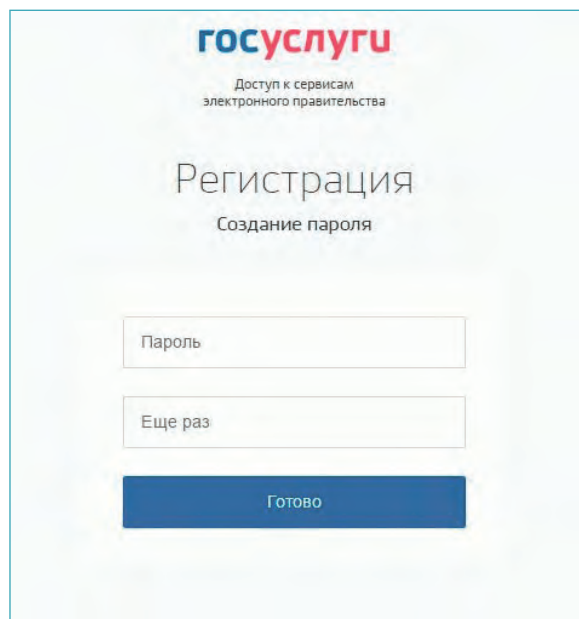 госуслуги
Доступ к сервисам
электронного правительства
Регистрация
Создание пароля
Пароль
Еще раз
Готово